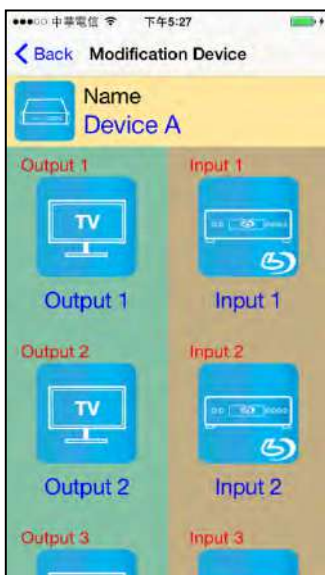 中華電信 下午5:27
Back Modification Device
Name
Device A
Output 1 Input 1
TV
Output 1 Input 1
Output 2 Input 2
TV
Output 2 Input 2
Output 3 Input 3